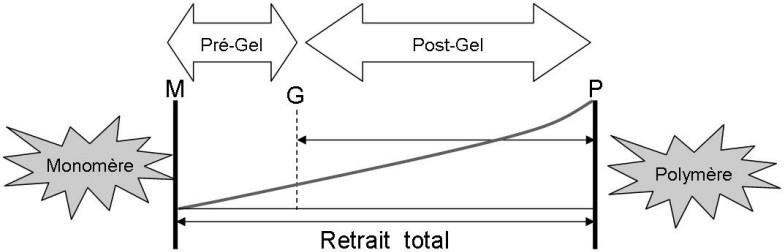 Pré-Gel
Post-Gel
M
G
P
Monomère
Polymère
Retrait total